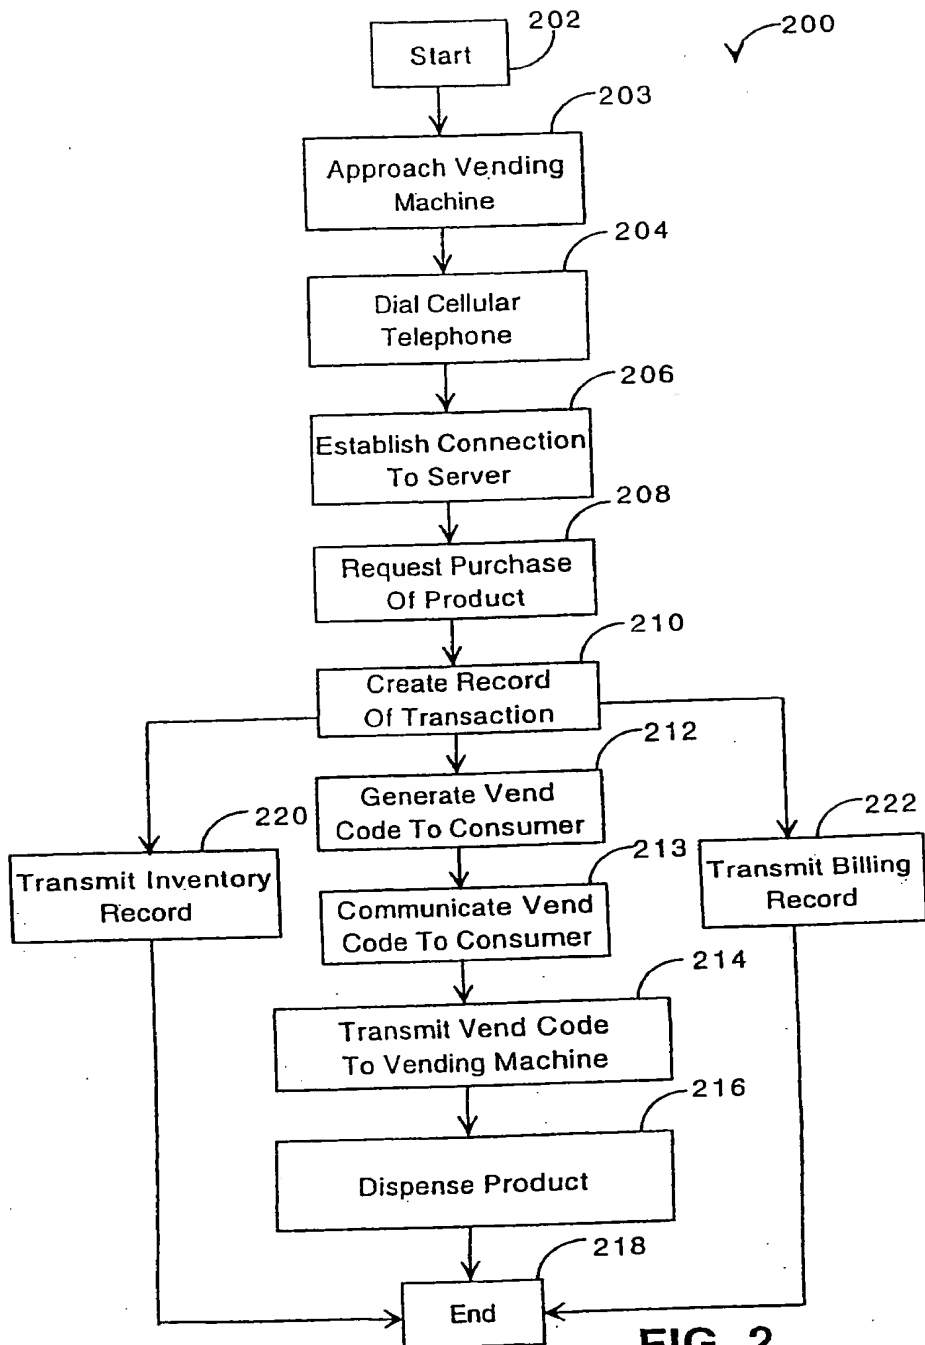 202
200
Start
203
Approach Vending
Machine
204
Dial Cellular
Telephone
206
Establish Connection
To Server
208
Request Purchase
Of Product
210
Create Record
Of Transaction
212
Generate Vend
Code To Consumer
220
222
Transmit Inventory
Record
213
Communicate Vend
Code To Consumer
Transmit Billing
Record
214
Transmit Vend Code
To Vending Machine
216
Dispense Product
218
End
FIG. 2